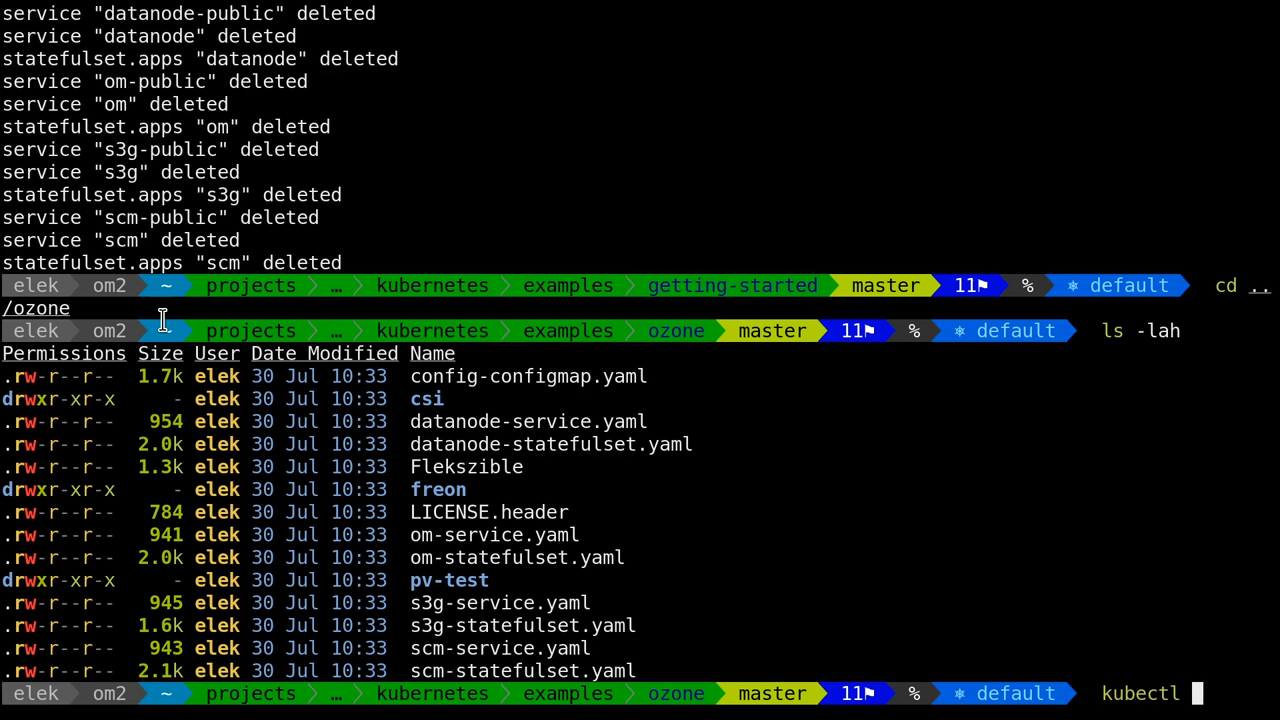 service "datanode-public" deleted
service "datanode" deleted
statefulset.apps "datanode" deleted
service "om-public" deleted
service "om" deleted
statefulset.apps "om" deleted
service "s3g-public" deleted
service "s3g" deleted
statefulset.apps "s3g" deleted
service "scm-public" deleted
service "scm" deleted
statefulset.apps "scm" deleted
elek om2 ~ projects … kubernetes examples getting-started master 11⚑ % ⎈ default cd ..
/ozone
elek om2 ~ projects … kubernetes examples ozone master 11⚑ % ⎈ default ls -lah
Permissions Size User Date Modified Name
.rw-r--r-- 1.7k elek 30 Jul 10:33 config-configmap.yaml
drwxr-xr-x - elek 30 Jul 10:33 csi
.rw-r--r-- 954 elek 30 Jul 10:33 datanode-service.yaml
.rw-r--r-- 2.0k elek 30 Jul 10:33 datanode-statefulset.yaml
.rw-r--r-- 1.3k elek 30 Jul 10:33 Flekszible
drwxr-xr-x - elek 30 Jul 10:33 freon
.rw-r--r-- 784 elek 30 Jul 10:33 LICENSE.header
.rw-r--r-- 941 elek 30 Jul 10:33 om-service.yaml
.rw-r--r-- 2.0k elek 30 Jul 10:33 om-statefulset.yaml
drwxr-xr-x - elek 30 Jul 10:33 pv-test
.rw-r--r-- 945 elek 30 Jul 10:33 s3g-service.yaml
.rw-r--r-- 1.6k elek 30 Jul 10:33 s3g-statefulset.yaml
.rw-r--r-- 943 elek 30 Jul 10:33 scm-service.yaml
.rw-r--r-- 2.1k elek 30 Jul 10:33 scm-statefulset.yaml
elek om2 ~ projects … kubernetes examples ozone master 11⚑ % ⎈ default kubectl